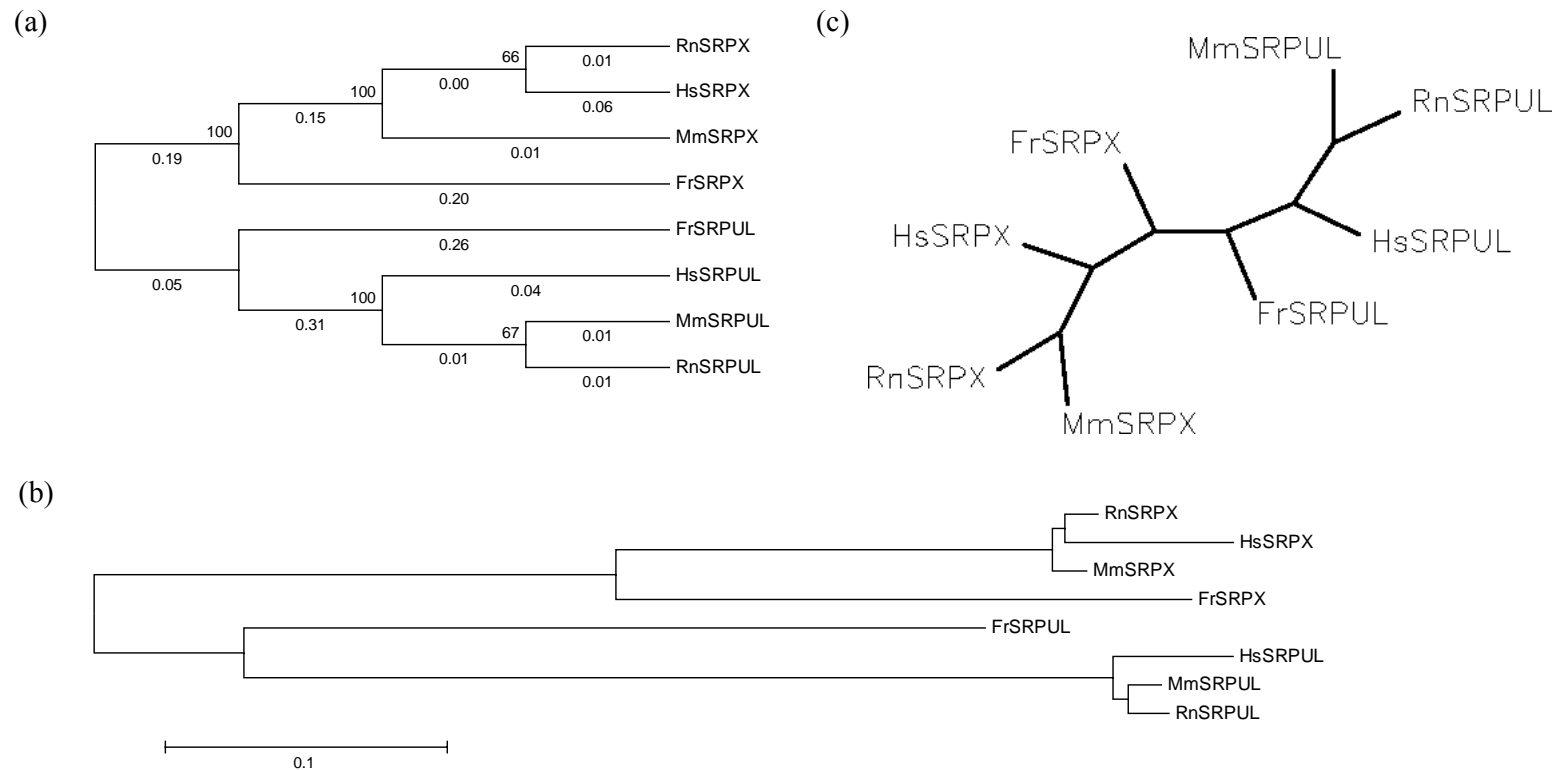 (a)
66
RnSRPX
0.01
100
0.00
HsSRPX
0.06
100
0.15
MmSRPX
0.01
0.19
FrSRPX
0.20
FrSRPUL
0.26
0.05
HsSRPUL
0.04
100
0.31
MmSRPUL
0.01
67
0.01
RnSRPUL
0.01
(c)
MmSRPUL
RnSRPUL
FrSRPX
HsSRPX
HsSRPUL
FrSRPUL
RnSRPX
MmSRPX
(b)
RnSRPX
HsSRPX
MmSRPX
FrSRPX
FrSRPUL
HsSRPUL
MmSRPUL
RnSRPUL
0.1